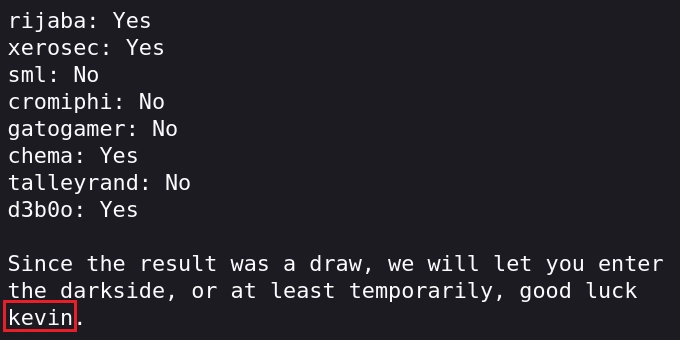 rijaba: Yes
xerosec: Yes
sml: No
cromiphi: No
gatogamer: No
chema: Yes
talleyrand: No
d3b0o: Yes
Since the result was a draw, we will let you enter
the darkside, or at least temporarily, good luck
kevin.